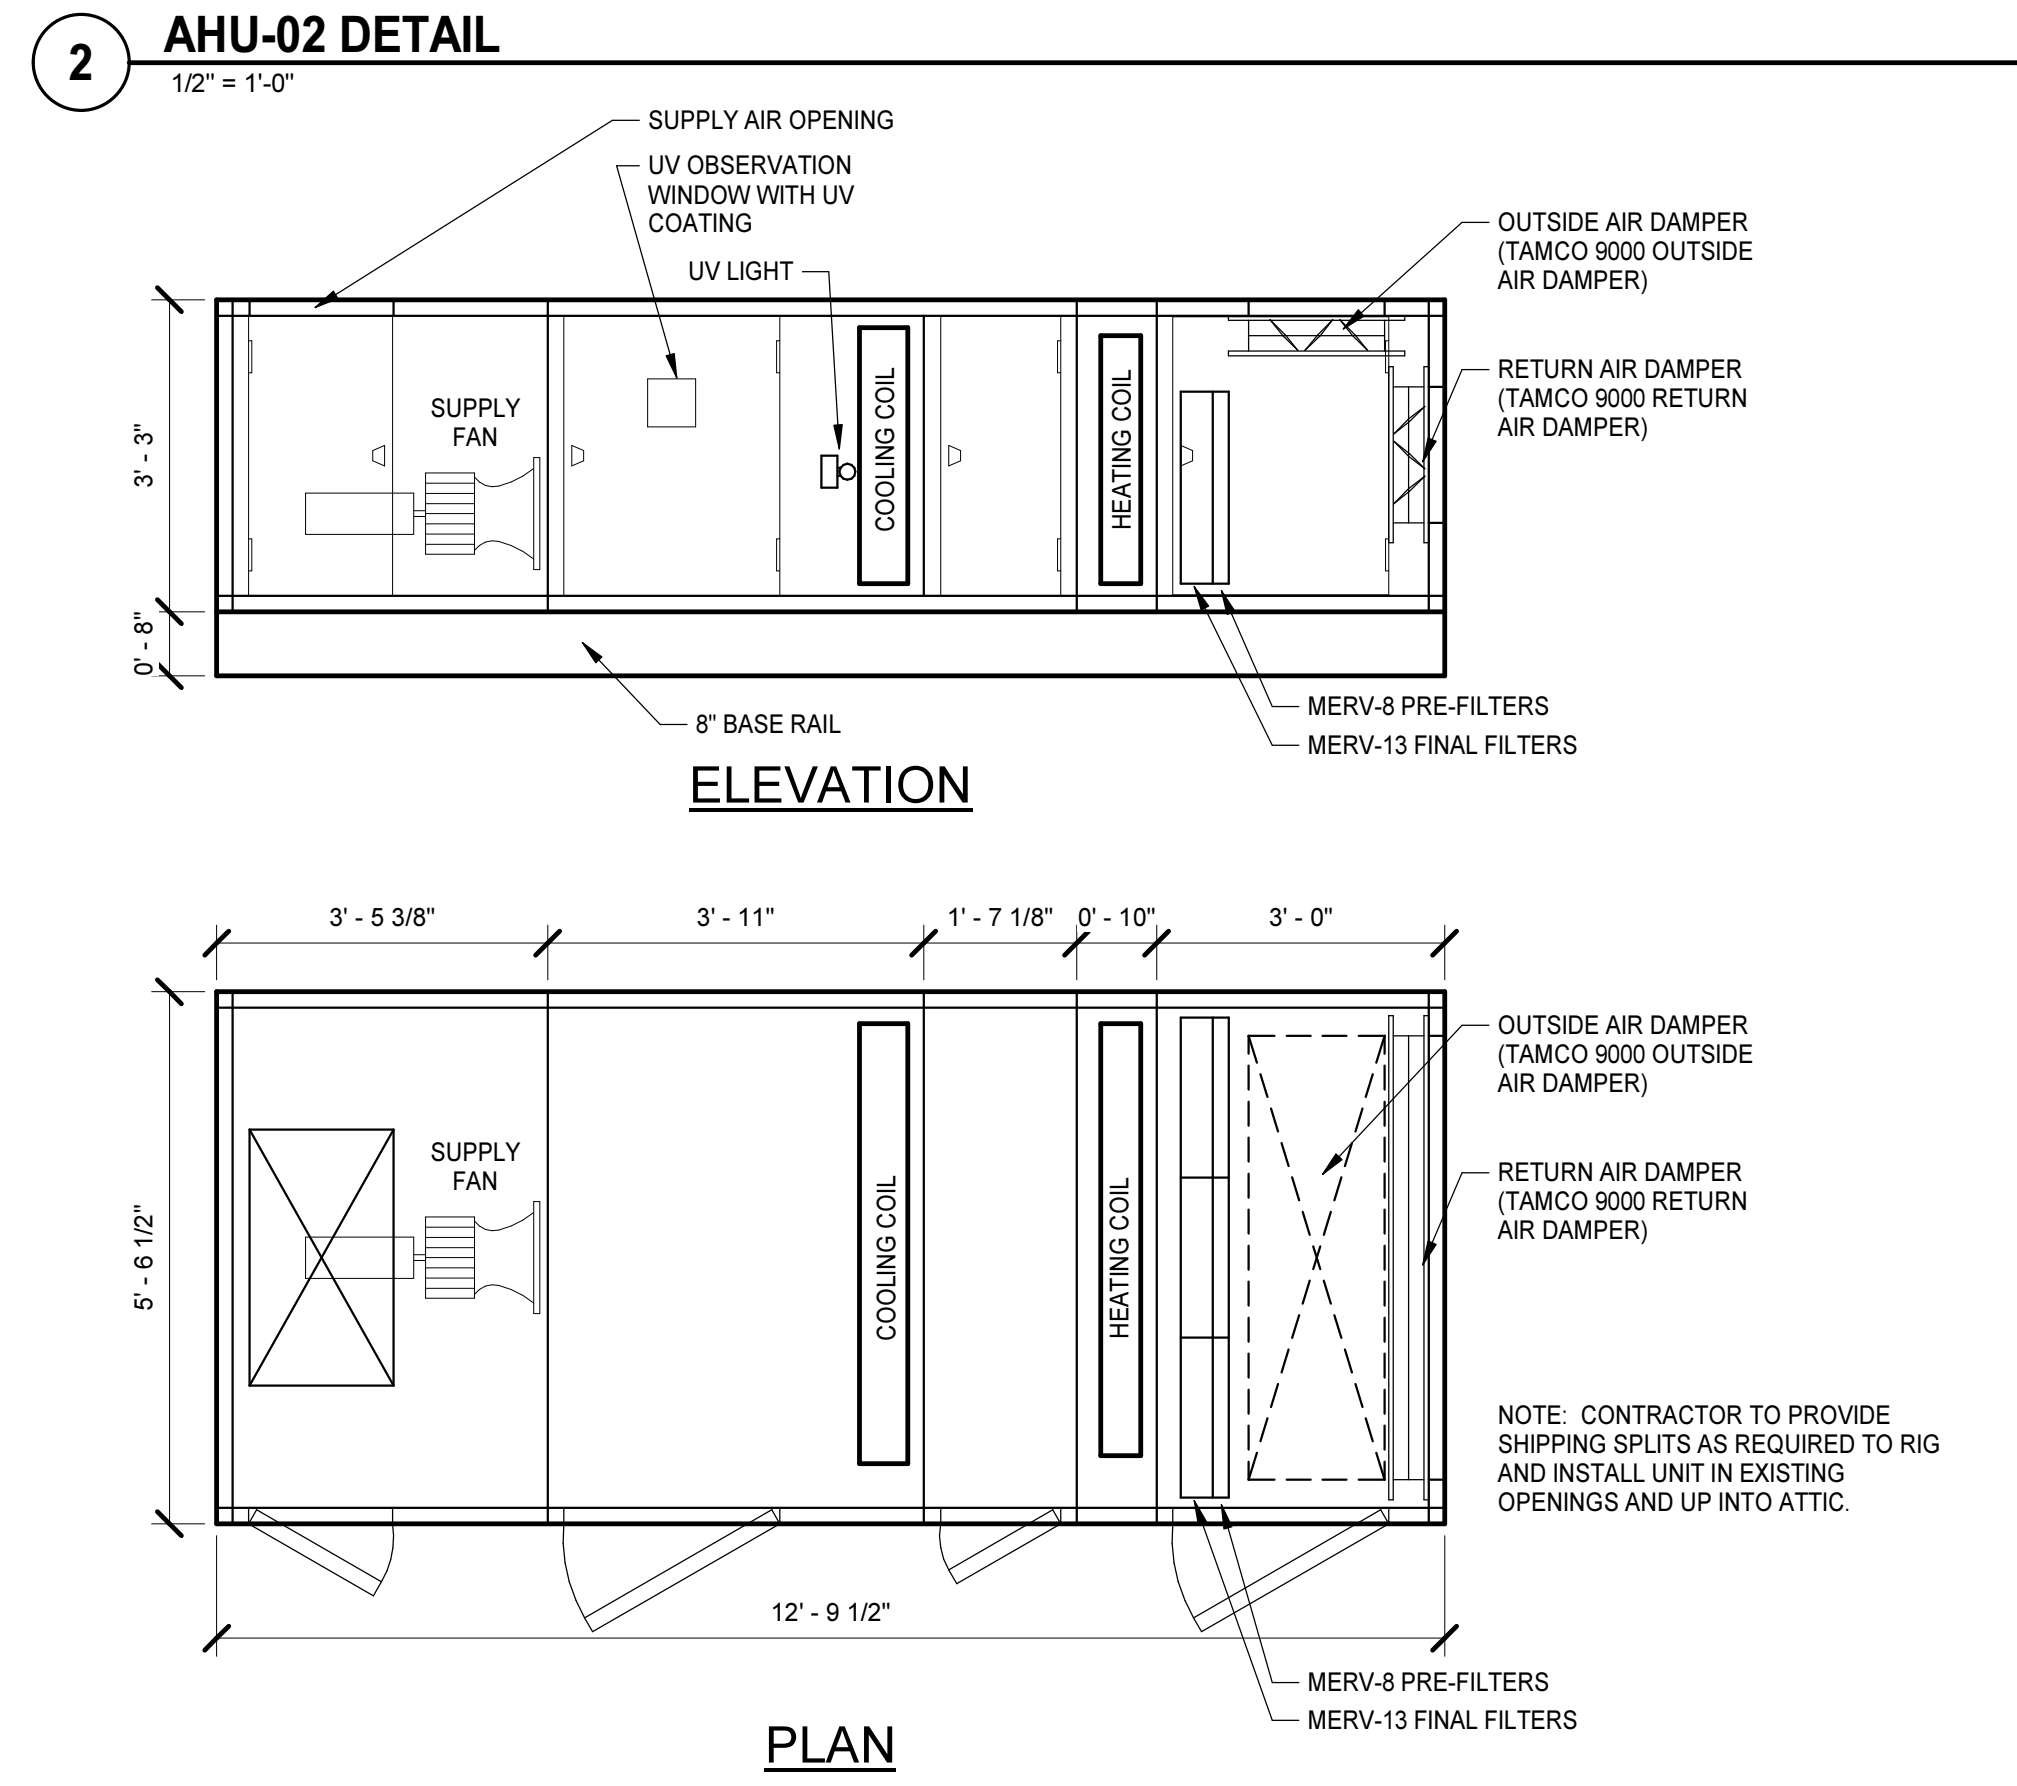 2
AHU-02 DETAIL
1/2" = 1'-0"
SUPPLY AIR OPENING
UV OBSERVATION
WINDOW WITH UV
COATING
UV LIGHT
OUTSIDE AIR DAMPER
(TAMCO 9000 OUTSIDE
AIR DAMPER)
RETURN AIR DAMPER
(TAMCO 9000 RETURN
AIR DAMPER)
SUPPLY
FAN
COOLING COIL
HEATING COIL
3' - 3"
0' - 8"
MERV-8 PRE-FILTERS
8" BASE RAIL
MERV-13 FINAL FILTERS
ELEVATION
3' - 5 3/8"
3' - 11"
1' - 7 1/8"
0' - 10"
3' - 0"
OUTSIDE AIR DAMPER
(TAMCO 9000 OUTSIDE
AIR DAMPER)
SUPPLY
FAN
RETURN AIR DAMPER
(TAMCO 9000 RETURN
AIR DAMPER)
COOLING COIL
HEATING COIL
5' - 6 1/2"
NOTE: CONTRACTOR TO PROVIDE
SHIPPING SPLITS AS REQUIRED TO RIG
AND INSTALL UNIT IN EXISTING
OPENINGS AND UP INTO ATTIC.
12' - 9 1/2"
MERV-8 PRE-FILTERS
MERV-13 FINAL FILTERS
PLAN